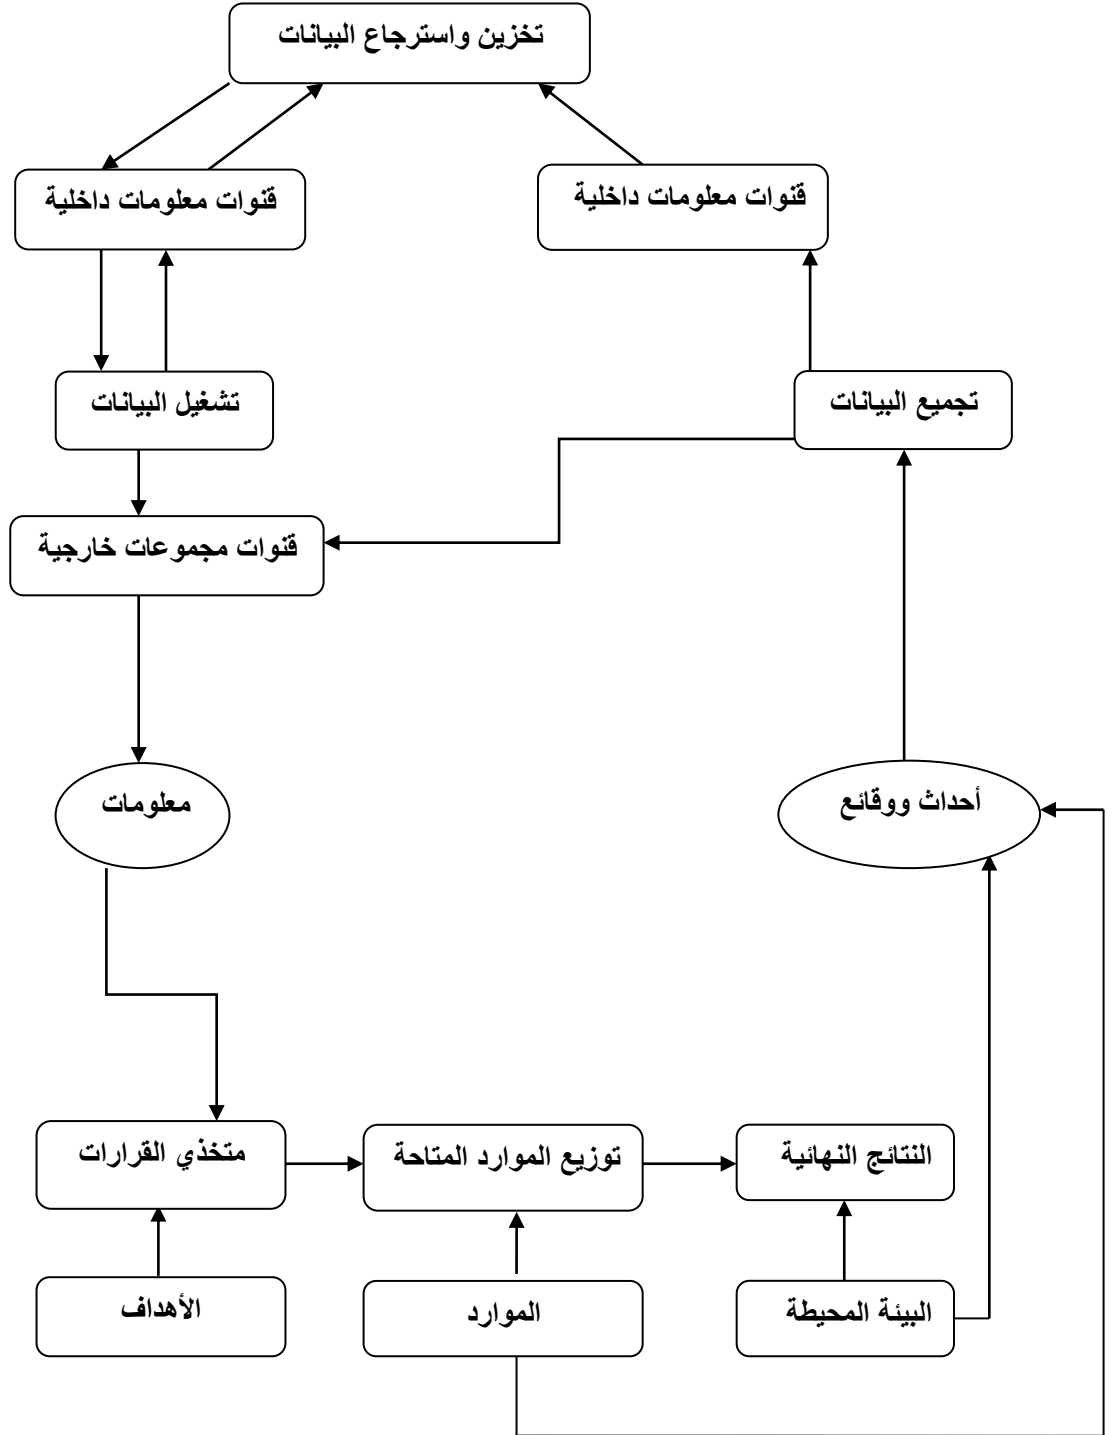 تخزين واسترجاع البيانات
قنوات معلومات داخلية
قنوات معلومات داخلية
تجميع البيانات
تشغيل البيانات
قنوات مجموعات خارجية
أحداث ووقائع
معلومات
النتائج النهائية
توزيع الموارد المتاحة
متخذي القرارات
البيئة المحيطة
الموارد
الأهداف